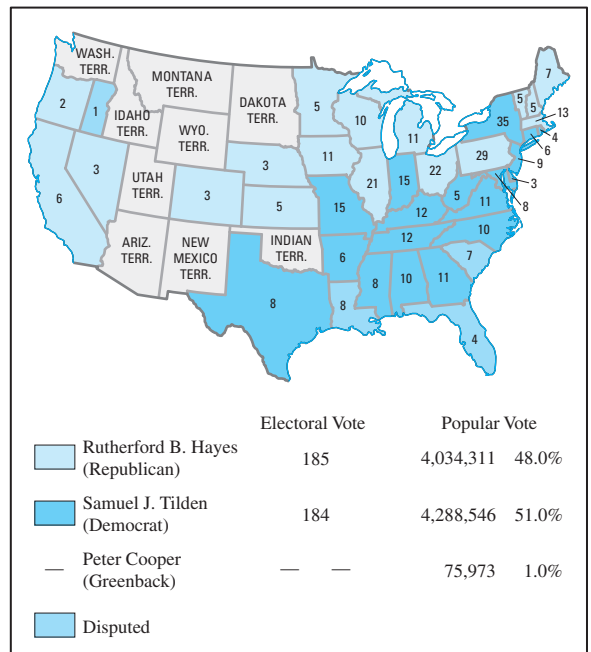 WASH.
TERR.
MONTANA
TERR.
DAKOTA
TERR.
IDAHO
TERR.
WYO.
TERR.
UTAH
TERR.
ARIZ.
TERR.
NEW
MEXICO
TERR.
INDIAN
TERR.
2
1
3
6
3
3
5
5
11
10
11
21
15
22
29
35
5
5
7
13
4
6
9
3
8
15
12
5
11
12
10
6
7
8
8
10
11
8
4
Electoral Vote Popular Vote
Rutherford B. Hayes
(Republican) 185 4,034,311 48.0%
Samuel J. Tilden
(Democrat) 184 4,288,546 51.0%
— Peter Cooper
(Greenback) — — 75,973 1.0%
Disputed